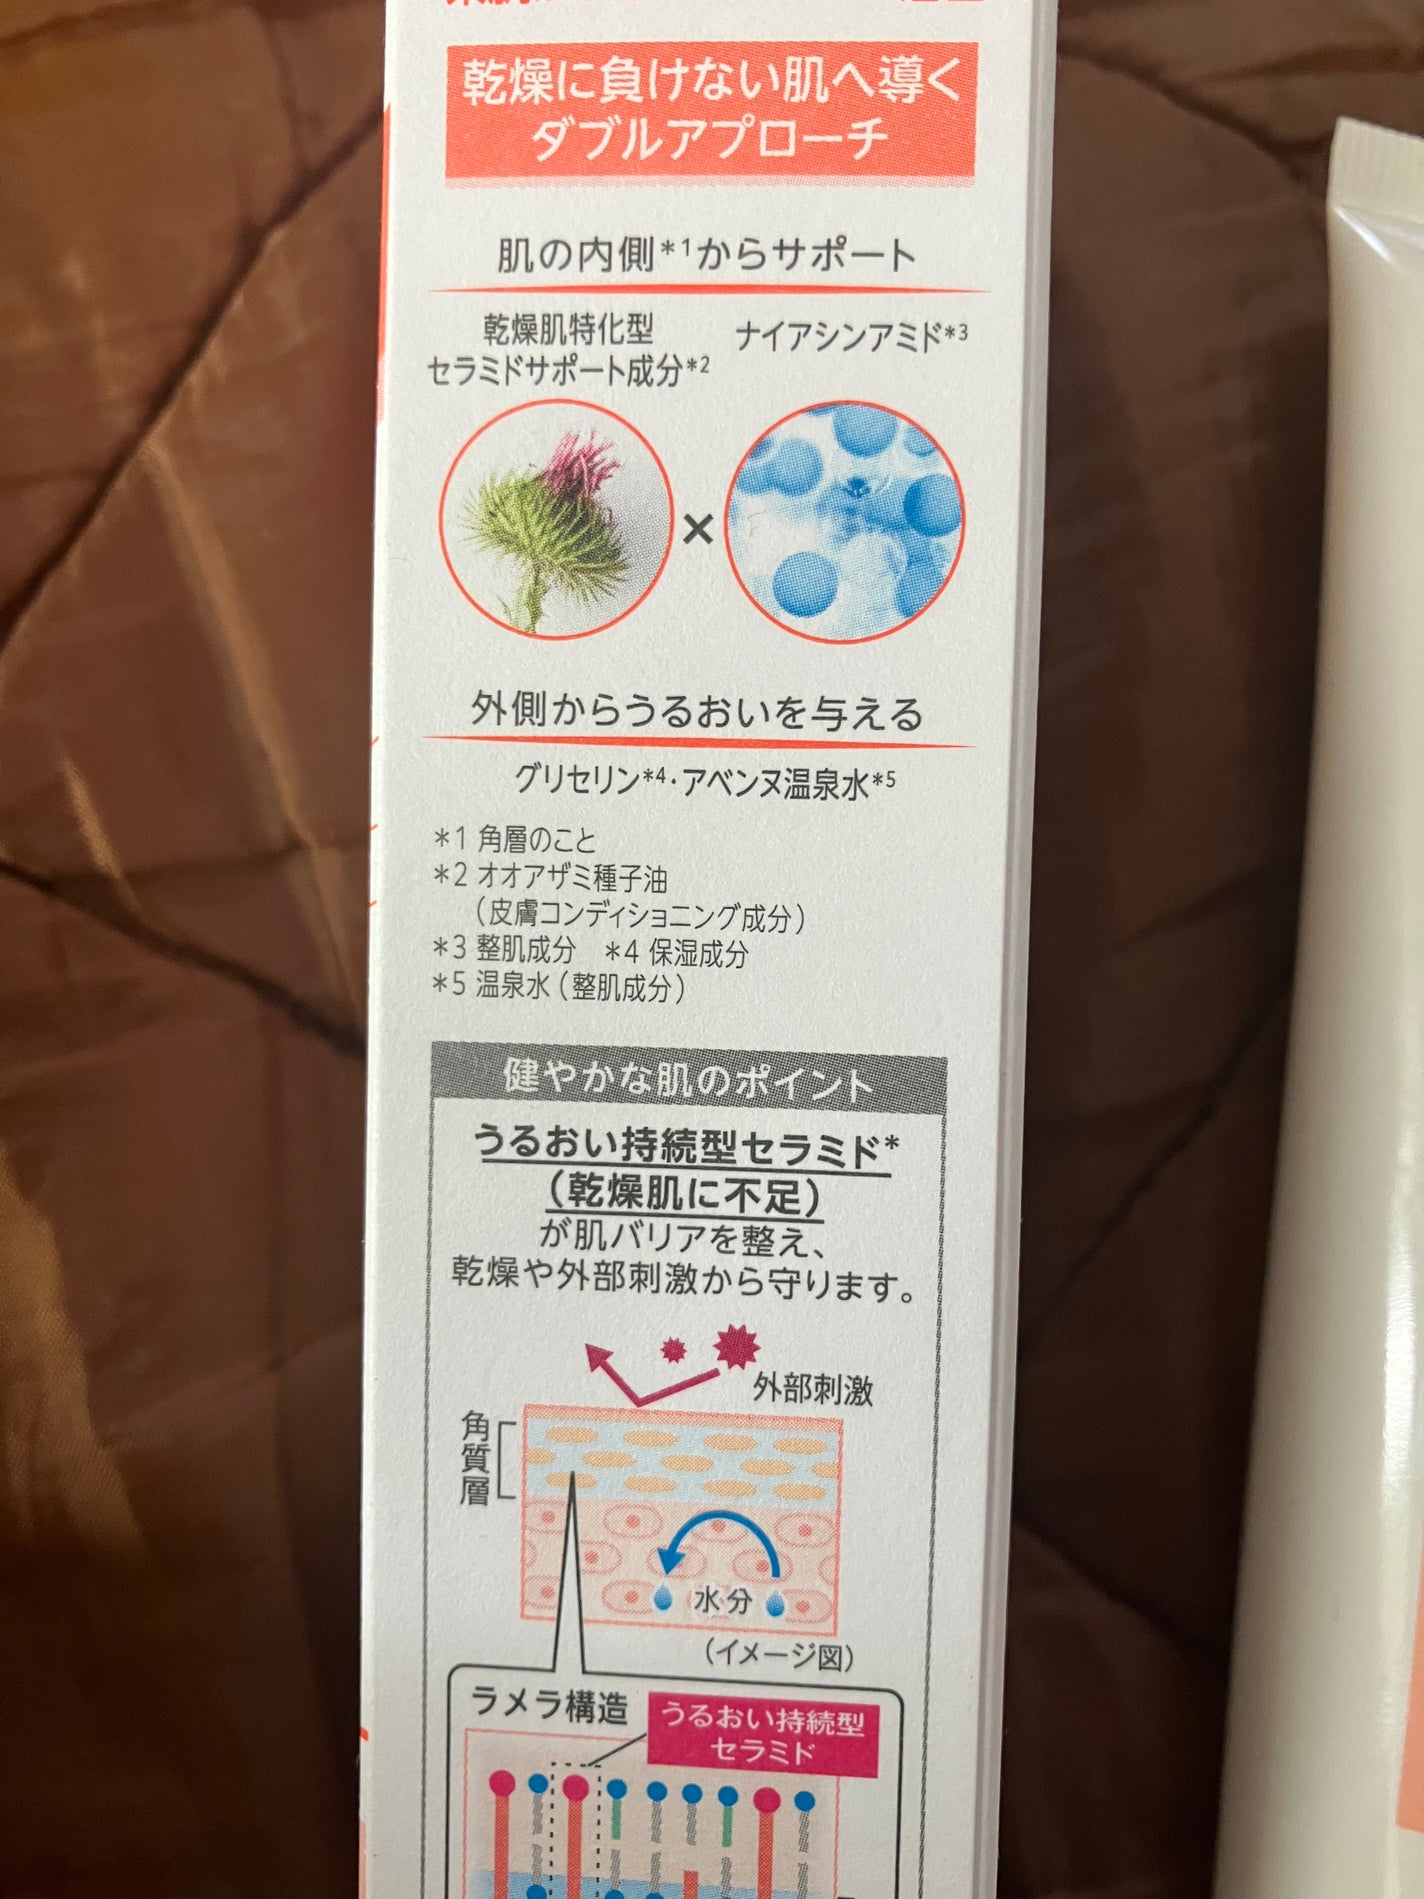 乾燥に負けない肌へ導く
ダブルアプローチ
肌の内側*1からサポート
乾燥肌特化型
セラミドサポート成分*2
ナイアシンアミド*3
×
外側からうるおいを与える
グリセリン*4・アベンヌ温泉水*5
*1 角層のこと
*2 オオアザミ種子油
(皮膚コンディショニング成分)
*3 整肌成分 *4 保湿成分
*5 温泉水(整肌成分)
健やかな肌のポイント
うるおい持続型セラミド*
(乾燥肌に不足)
が肌バリアを整え、
乾燥や外部刺激から守ります。
外部刺激
角質層
水分
(イメージ図)
ラメラ構造
うるおい持続型
セラミド